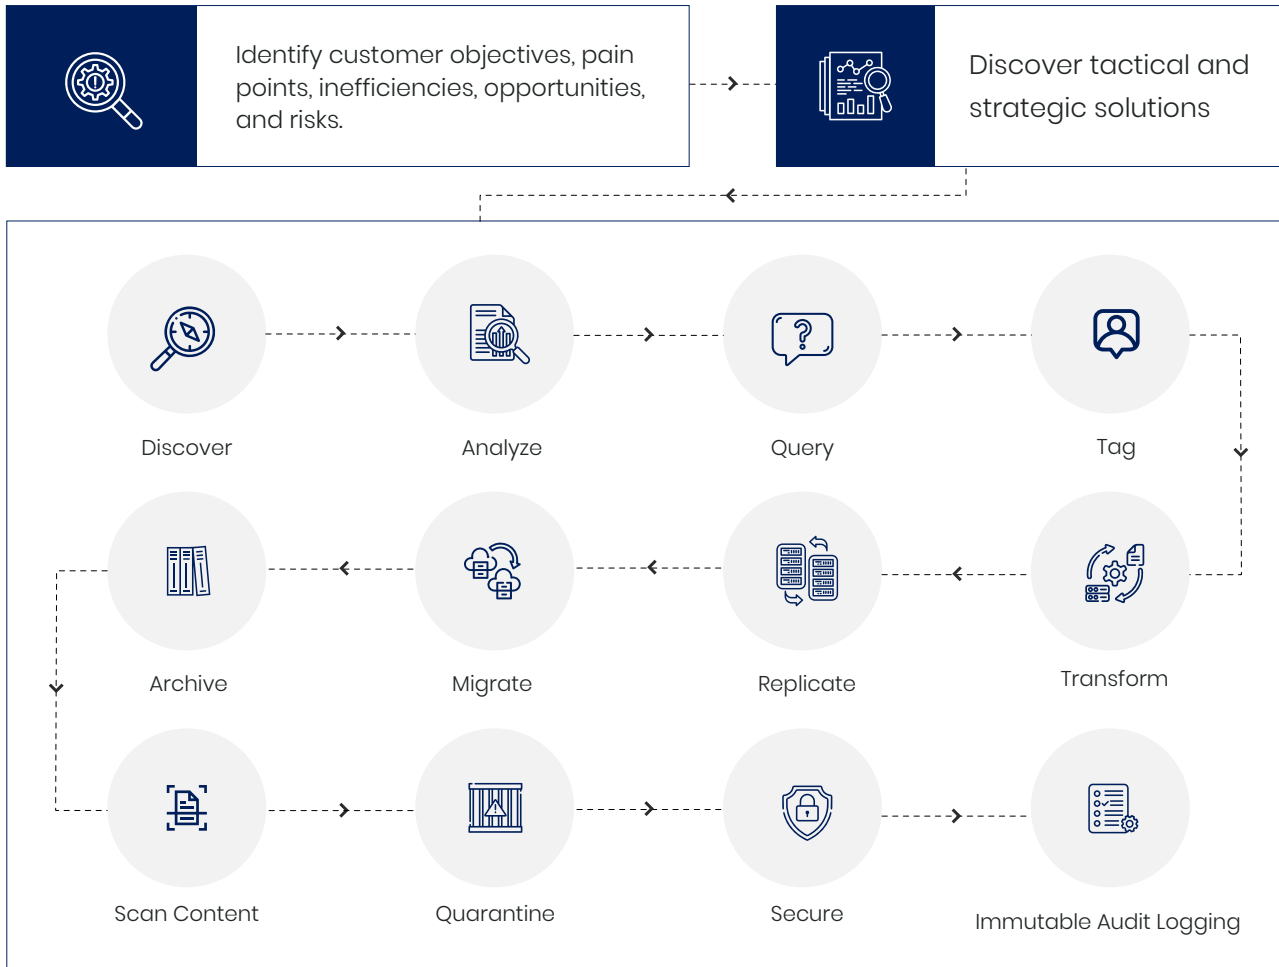 Identify customer objectives, pain
points, inefficiencies, opportunities,
and risks.
Discover tactical and
strategic solutions
Discover
Analyze
Query
Tag
Archive
Migrate
Replicate
Transform
Scan Content
Quarantine
Secure
Immutable Audit Logging